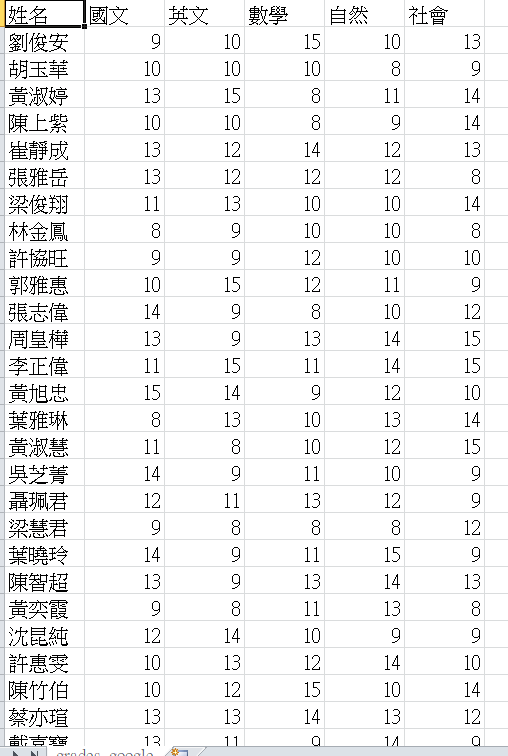 姓名 國文 英文 數學 自然 社會
劉俊安 9 10 15 10 13
胡玉華 10 10 10 8 9
黃淑婷 13 15 8 11 14
陳上紫 10 10 8 9 14
崔靜成 13 12 14 12 13
張雅岳 13 12 12 12 8
梁俊翔 11 13 10 10 14
林金鳳 8 9 10 10 8
許協旺 9 9 12 10 10
郭雅惠 10 15 12 11 9
張志偉 14 9 8 10 12
周皇樺 13 9 13 14 15
李正偉 11 15 11 14 15
黃旭忠 15 14 9 12 10
葉雅琳 8 13 10 13 14
黃淑慧 11 8 10 12 15
吳芝菁 14 9 11 10 9
聶珮君 12 11 13 12 9
梁慧君 9 8 8 8 12
葉曉玲 14 9 11 15 9
陳智超 13 9 13 14 13
黃奕霞 9 8 11 13 8
沈昆純 12 14 10 9 9
許惠雯 10 13 12 14 10
陳竹伯 10 12 15 10 14
蔡亦瑄 13 13 14 13 12
戴嘉寶 13 11 9 14 9
grades_google